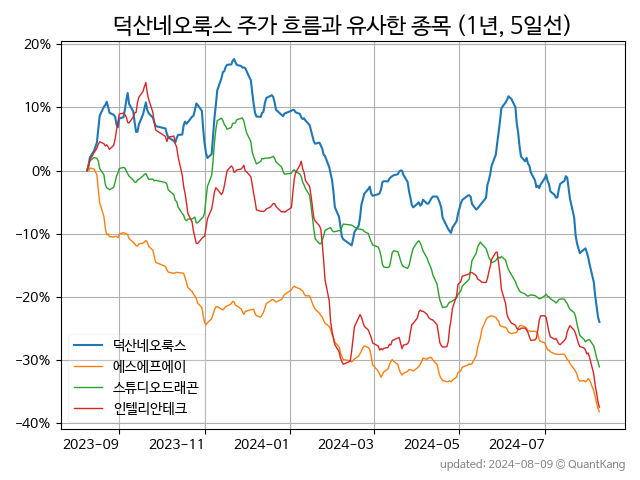 덕산네오룩스 주가 흐름과 유사한 종목 (1년, 5일선)
20%
10%
0%
−10%
−20%
−30%
−40%
덕산네오룩스
에스에프에이
스튜디오드래곤
인텔리안테크
2023-09 2023-11 2024-01 2024-03 2024-05 2024-07
updated: 2024-08-09 © QuantKang